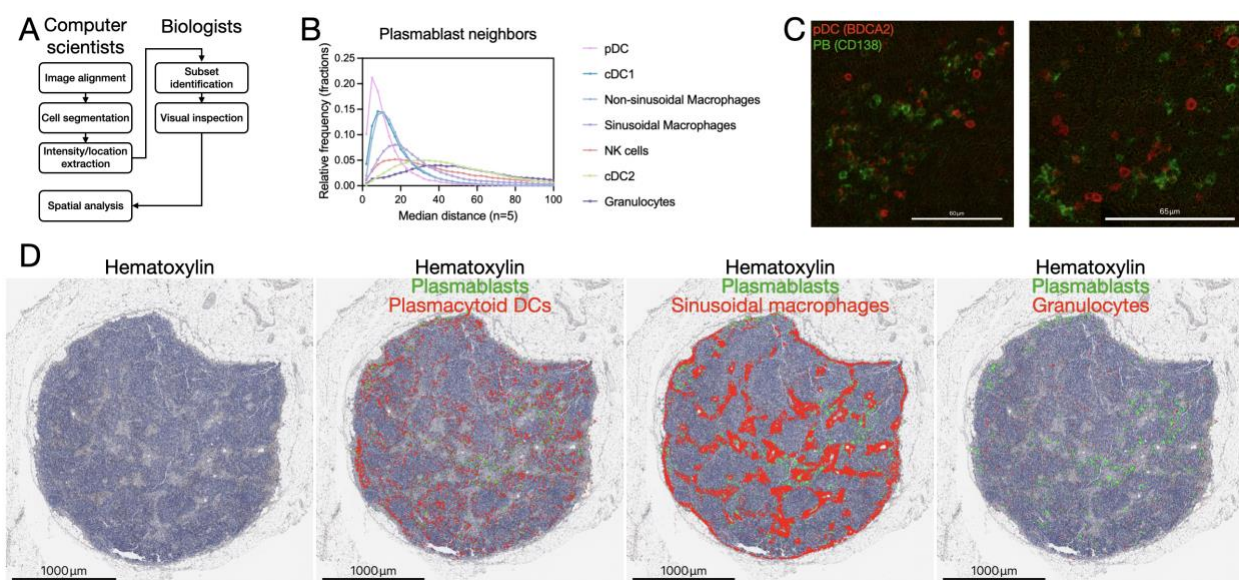 A
Computer
scientists
Biologists
Image alignment
Cell segmentation
Intensity/location
extraction
Spatial analysis
Subset
identification
Visual inspection
B
Plasmablast neighbors
Relative frequency (fractions)
0.25
0.20
0.15
0.10
0.05
0.00
0
20
40
60
80
100
Median distance (n=5)
pDC
cDC1
Non-sinusoidal Macrophages
Sinusoidal Macrophages
NK cells
cDC2
Granulocytes
C
pDC (BDCA2)
PB (CD138)
60µm
65µm
D
Hematoxylin
1000µm
Hematoxylin
Plasmablasts
Plasmacytoid DCs
1000µm
Hematoxylin
Plasmablasts
Sinusoidal macrophages
1000µm
Hematoxylin
Plasmablasts
Granulocytes
1000µm